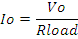 Io = Vo / Rload